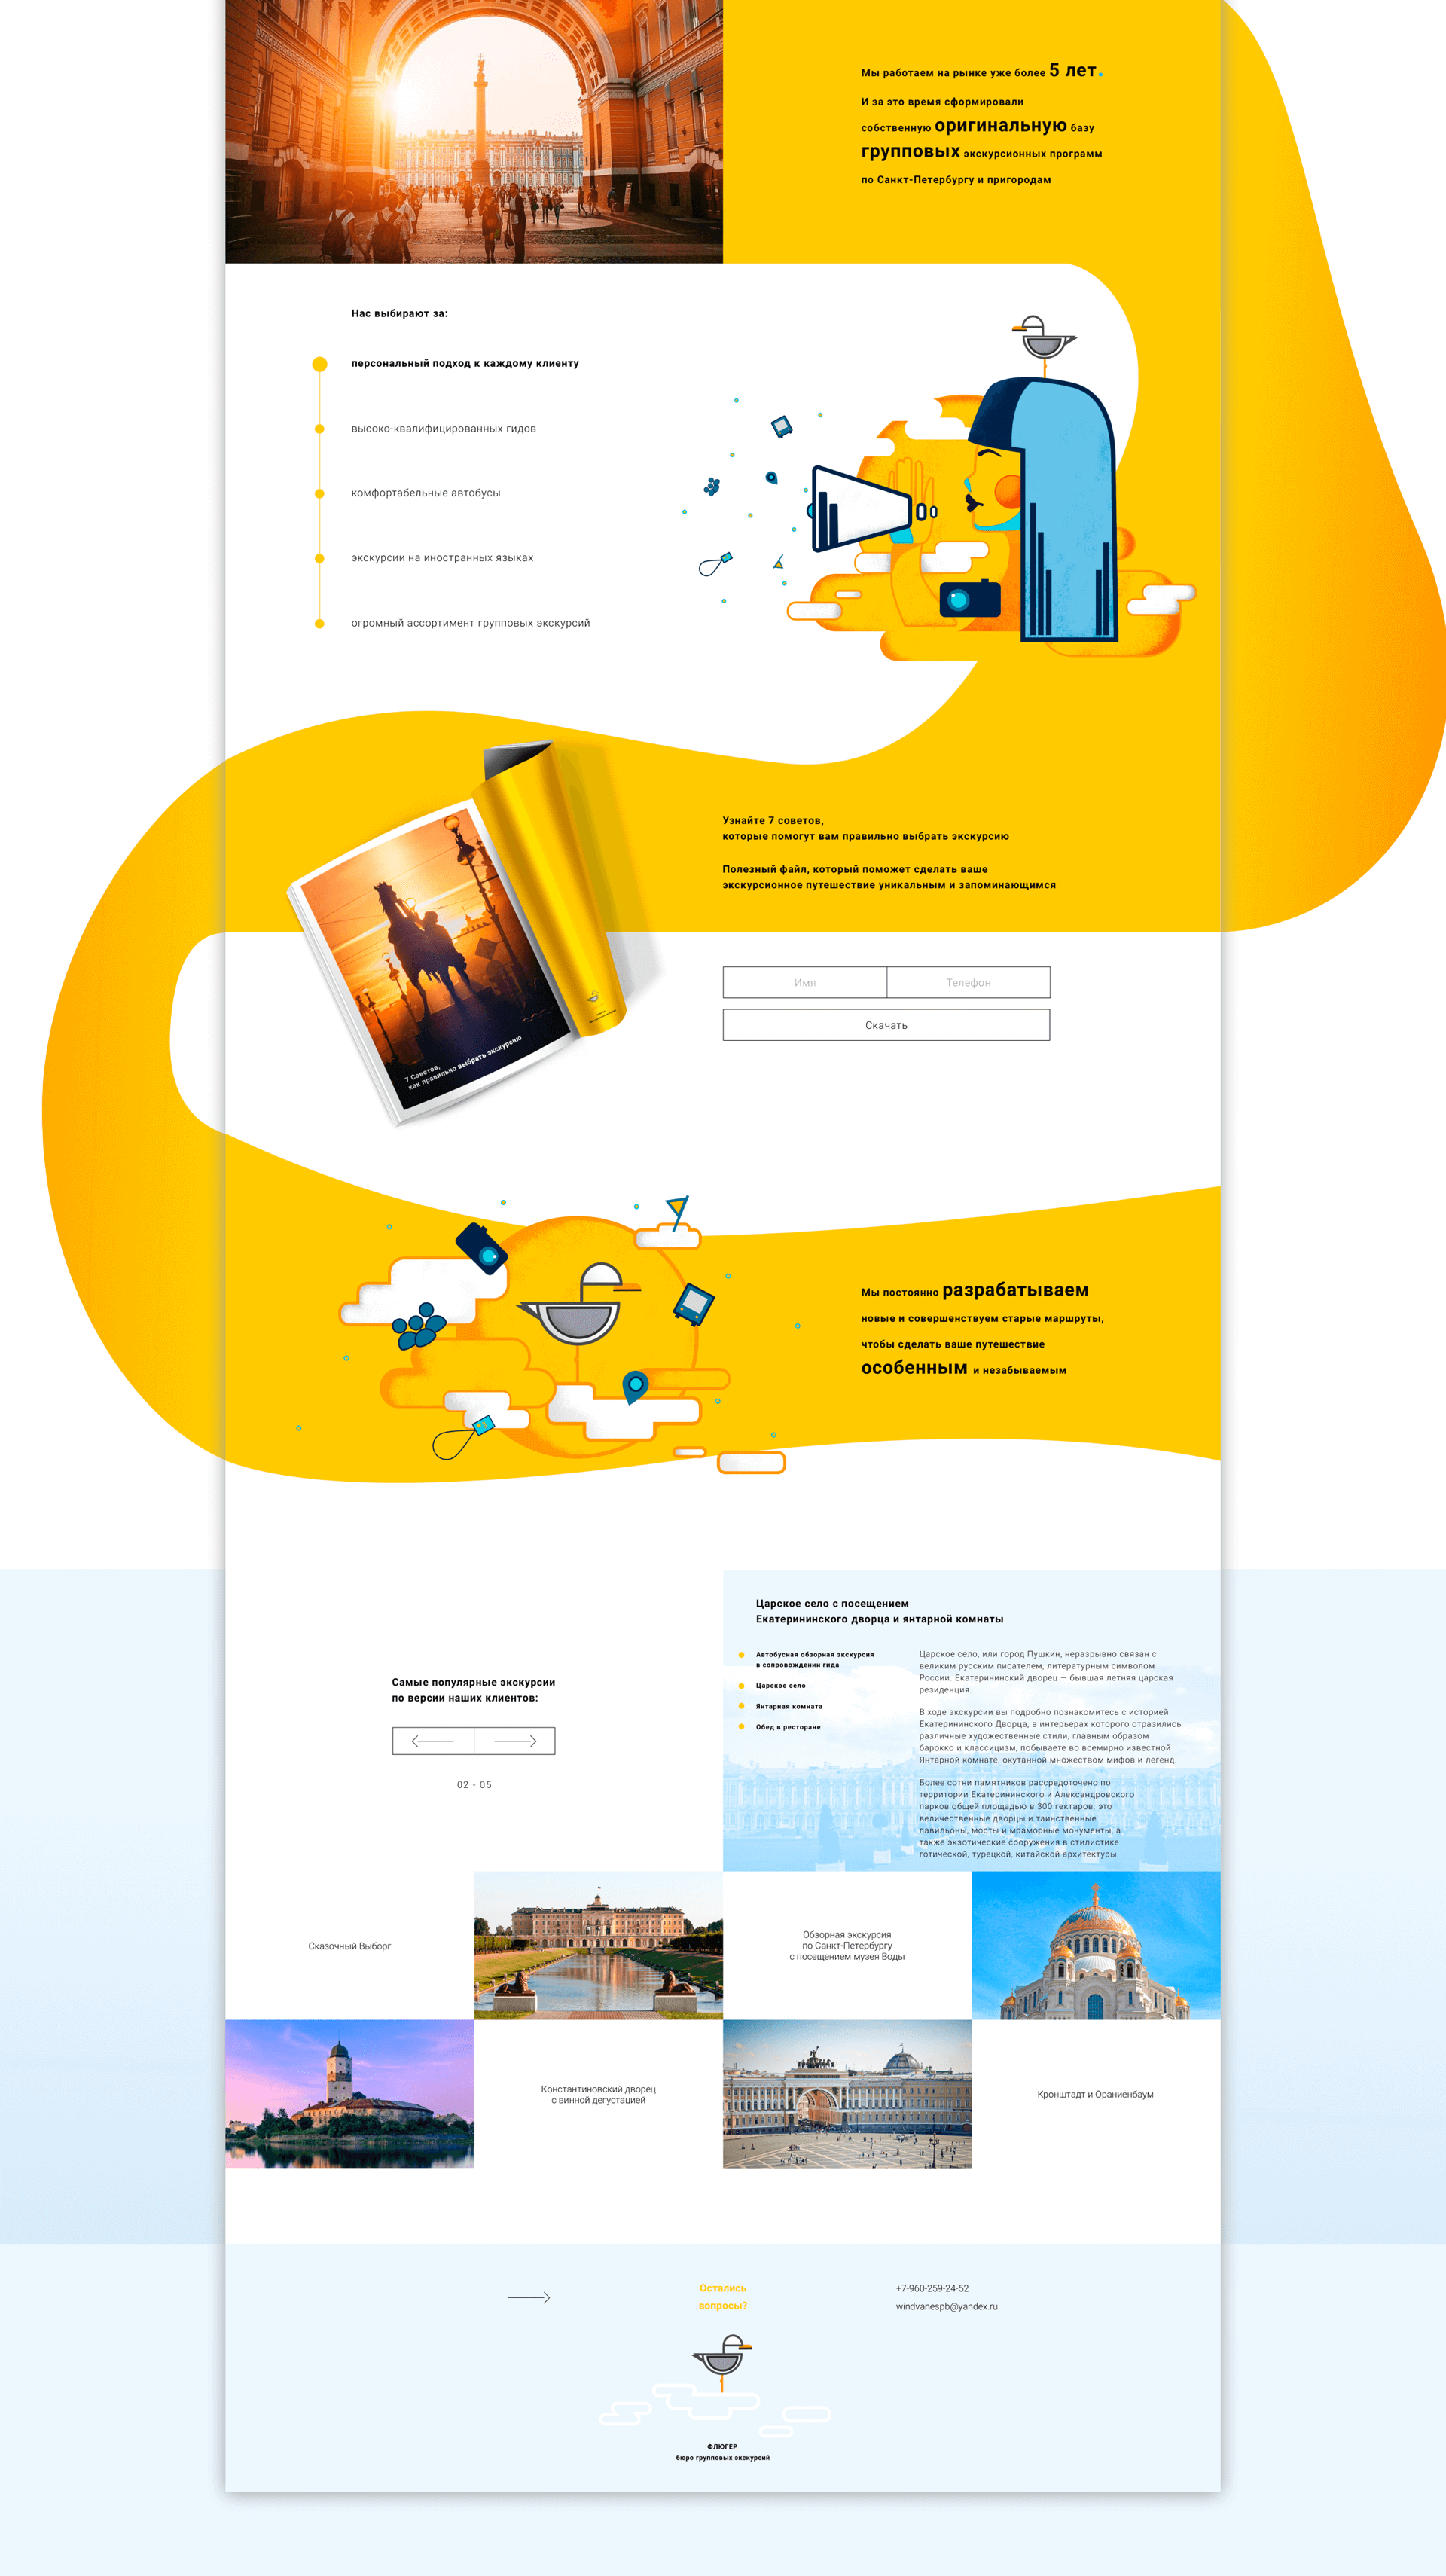 Мы работаем на рынке уже более 5 лет.
И за это время сформировали
собственную оригинальную базу
групповых экскурсионных программ
по Санкт-Петербургу и пригородам
Нас выбирают за:
персональный подход к каждому клиенту
высоко-квалифицированных гидов
комфортабельные автобусы
экскурсии на иностранных языках
огромный ассортимент групповых экскурсий
Узнайте 7 советов,
которые помогут вам правильно выбрать экскурсию
Полезный файл, который поможет сделать ваше
экскурсионное путешествие уникальным и запоминающимся
Имя
Телефон
Скачать
7 Советов,
как правильно выбрать экскурсию
Мы постоянно разрабатываем
новые и совершенствуем старые маршруты,
чтобы сделать ваше путешествие
особенным и незабываемым
Самые популярные экскурсии
по версии наших клиентов:
02 - 05
Царское село с посещением
Екатерининского дворца и янтарной комнаты
Автобусная обзорная экскурсия
в сопровождении гида
Царское село
Янтарная комната
Обед в ресторане
Царское село, или город Пушкин, неразрывно связан с
великим русским писателем, литературным символом
России. Екатерининский дворец — бывшая летняя царская
резиденция.
В ходе экскурсии вы подробно познакомитесь с историей
Екатерининского Дворца, в интерьерах которого отразились
различные художественные стили, главным образом
барокко и классицизм, побываете во всемирно известной
Янтарной комнате, окутанной множеством мифов и легенд.
Более сотни памятников рассредоточено по
территории Екатерининского и Александровского
парков общей площадью в 300 гектаров: это
величественные дворцы и таинственные
павильоны, мосты и мраморные монументы, а
также экзотические сооружения в стилистике
готической, турецкой, китайской архитектуры.
Сказочный Выборг
Обзорная экскурсия
по Санкт-Петербургу
с посещением музея Воды
Константиновский дворец
с винной дегустацией
Кронштадт и Ораниенбаум
Остались
вопросы?
+7-960-259-24-52
windvanespb@yandex.ru
ФЛЮГЕР
бюро групповых экскурсий